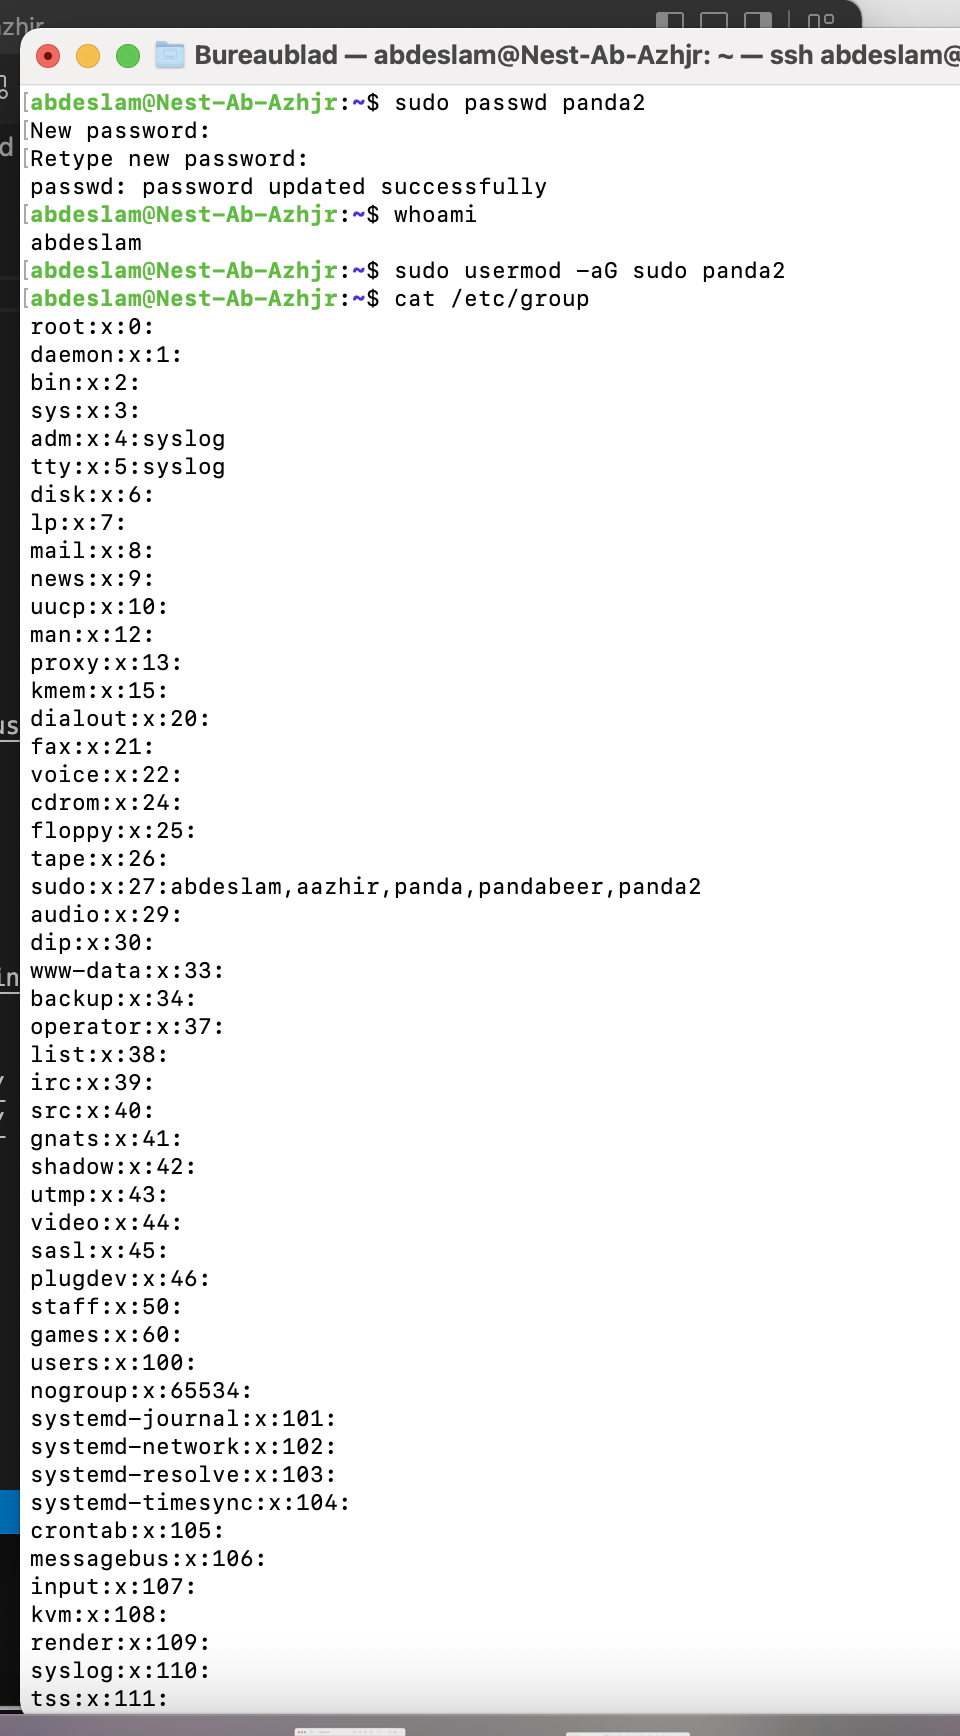 Bureaublad — abdeslam@Nest-Ab-Azhjr: ~ — ssh abdeslam@
[abdeslam@Nest-Ab-Azhjr:~$ sudo passwd panda2
[New password:
[Retype new password:
passwd: password updated successfully
[abdeslam@Nest-Ab-Azhjr:~$ whoami
abdeslam
[abdeslam@Nest-Ab-Azhjr:~$ sudo usermod -aG sudo panda2
[abdeslam@Nest-Ab-Azhjr:~$ cat /etc/group
root:x:0:
daemon:x:1:
bin:x:2:
sys:x:3:
adm:x:4:syslog
tty:x:5:syslog
disk:x:6:
lp:x:7:
mail:x:8:
news:x:9:
uucp:x:10:
man:x:12:
proxy:x:13:
kmem:x:15:
dialout:x:20:
fax:x:21:
voice:x:22:
cdrom:x:24:
floppy:x:25:
tape:x:26:
sudo:x:27:abdeslam,aazhir,panda,pandabeer,panda2
audio:x:29:
dip:x:30:
www-data:x:33:
backup:x:34:
operator:x:37:
list:x:38:
irc:x:39:
src:x:40:
gnats:x:41:
shadow:x:42:
utmp:x:43:
video:x:44:
sasl:x:45:
plugdev:x:46:
staff:x:50:
games:x:60:
users:x:100:
nogroup:x:65534:
systemd-journal:x:101:
systemd-network:x:102:
systemd-resolve:x:103:
systemd-timesync:x:104:
crontab:x:105:
messagebus:x:106:
input:x:107:
kvm:x:108:
render:x:109:
syslog:x:110:
tss:x:111: